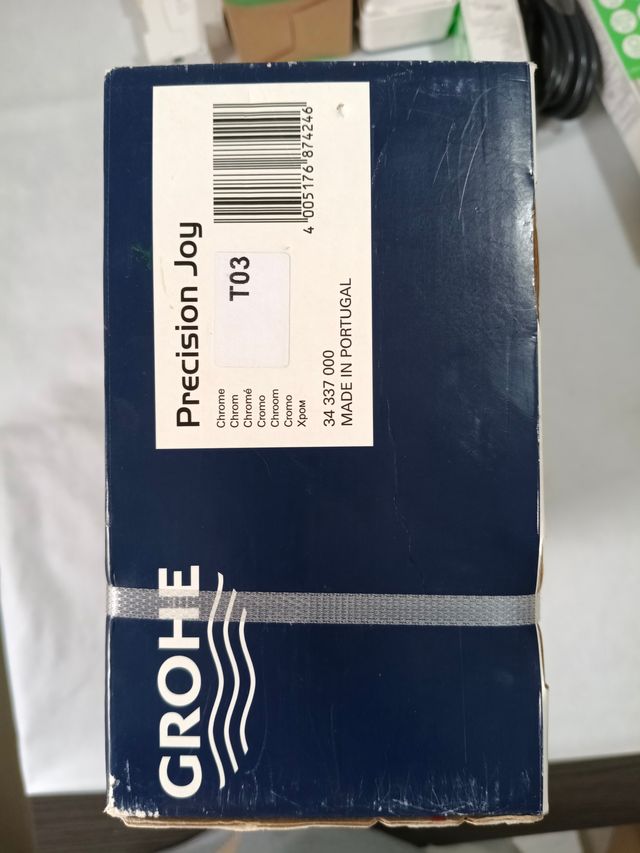 Precision Joy
4 005176 874246
T03
Chrome
Chrom
Chromé
Cromo
Chroom
Cromo
Хром
34 337 000
MADE IN PORTUGAL
GROHE